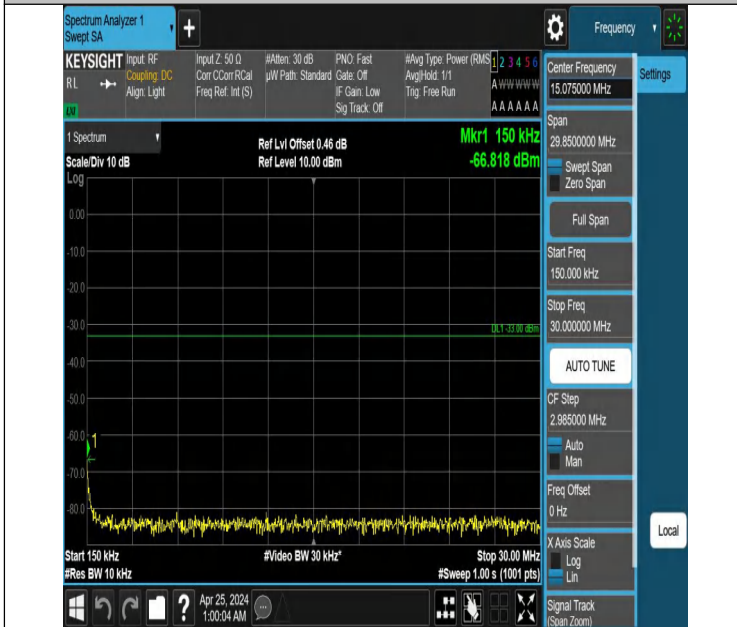 Spectrum Analyzer 1
Swept SA
+
Frequency
KEYSIGHT
RL
LXI
Input: RF
Coupling: DC
Align: Light
Input Z: 50 Ω
Corr CCorr RCal
Freq Ref: Int (S)
#Atten: 30 dB
µW Path: Standard
PNO: Fast
Gate: Off
IF Gain: Low
Sig Track: Off
#Avg Type: Power (RMS
Avg|Hold: 1/1
Trig: Free Run
1 2 3 4 5 6
A W W W W W
A A A A A A
1 Spectrum
Scale/Div 10 dB
Log
Ref Lvl Offset 0.46 dB
Ref Level 10.00 dBm
Mkr1 150 kHz
-66.818 dBm
0.00
-10.0
-20.0
-30.0
DL1 -33.00 dBm
-40.0
-50.0
-60.0
1
-70.0
-80.0
Start 150 kHz
#Video BW 30 kHz*
Stop 30.00 MHz
#Res BW 10 kHz
#Sweep 1.00 s (1001 pts)
?
Apr 25, 2024
1:00:04 AM
Center Frequency
15.075000 MHz
Settings
Span
29.8500000 MHz
Swept Span
Zero Span
Full Span
Start Freq
150.000 kHz
Stop Freq
30.000000 MHz
AUTO TUNE
CF Step
2.985000 MHz
Auto
Man
Freq Offset
0 Hz
Local
X Axis Scale
Log
Lin
Signal Track
(Span Zoom)